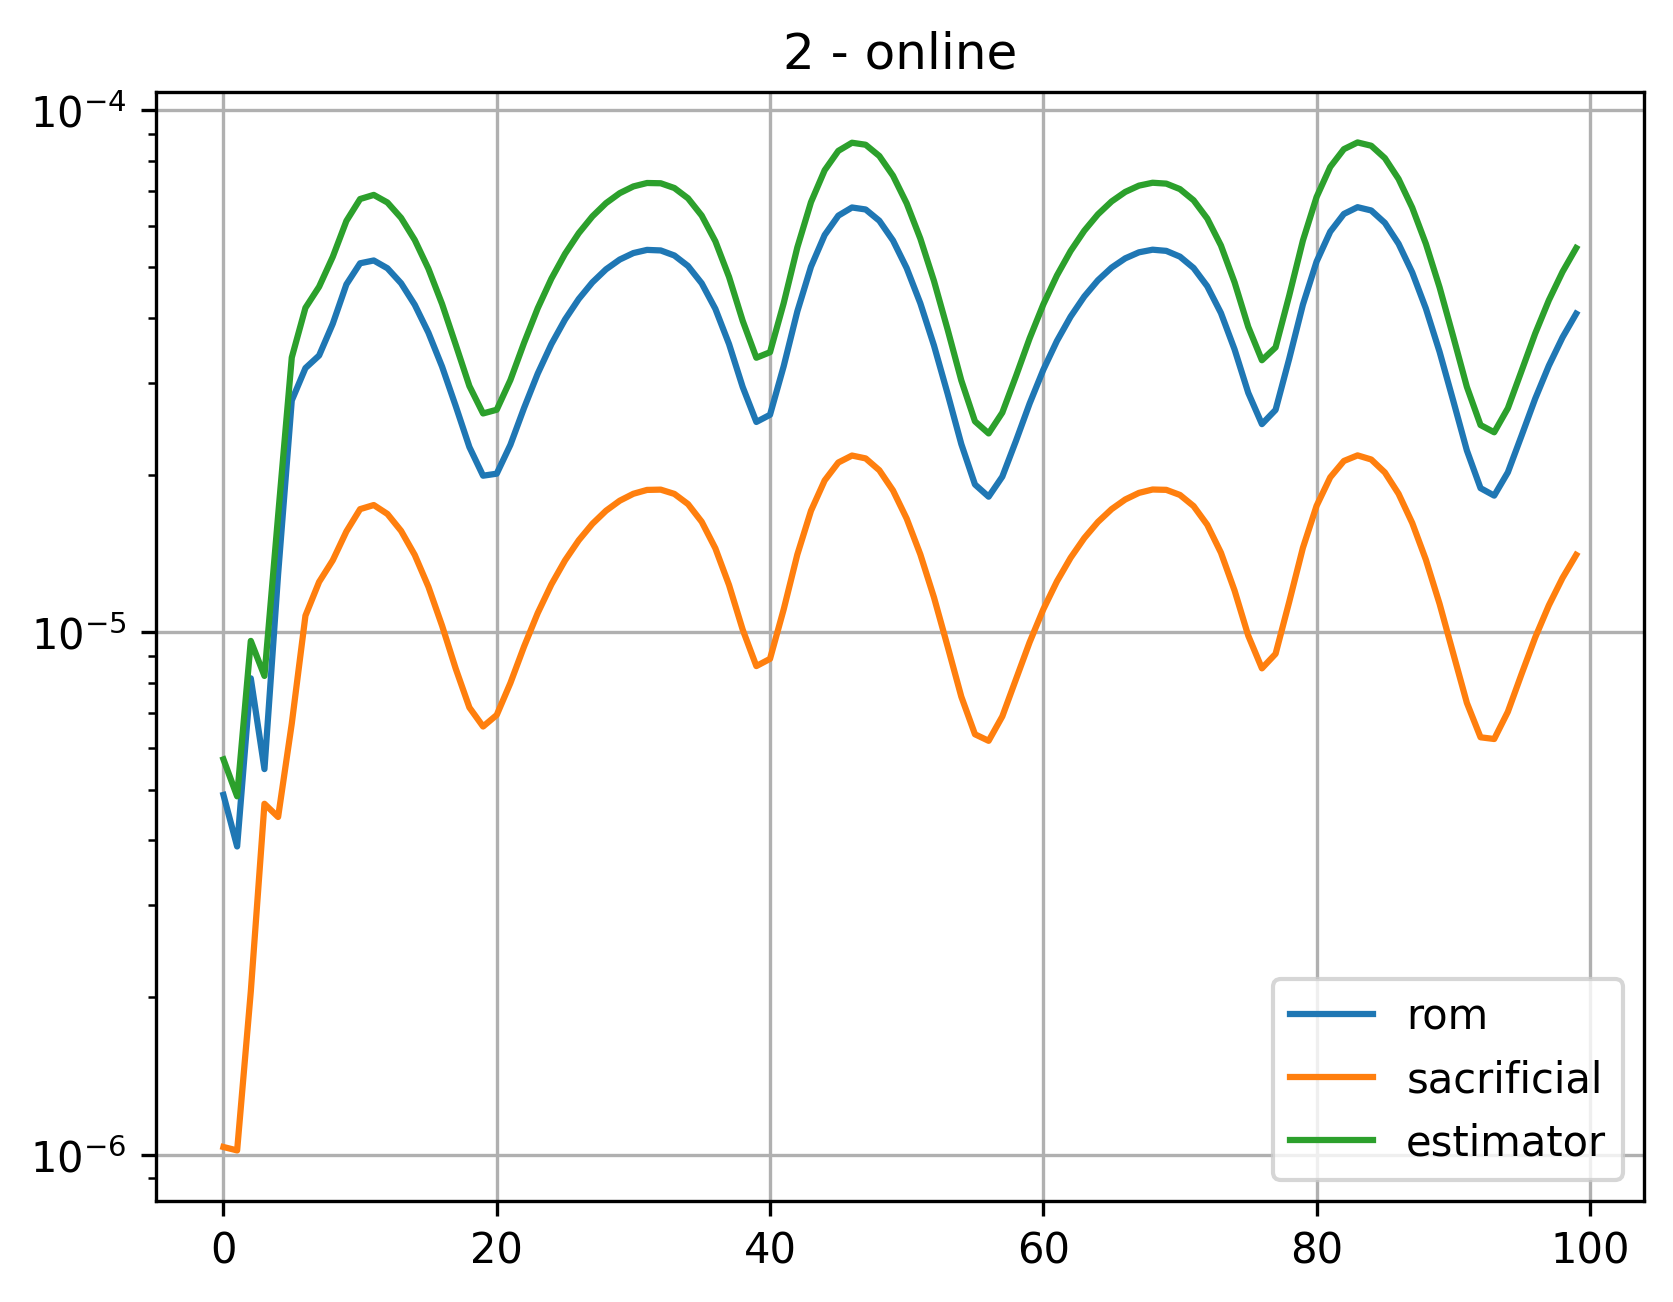 2 - online
10⁻⁴
10⁻⁵
10⁻⁶
0 20 40 60 80 100
rom
sacrificial
estimator